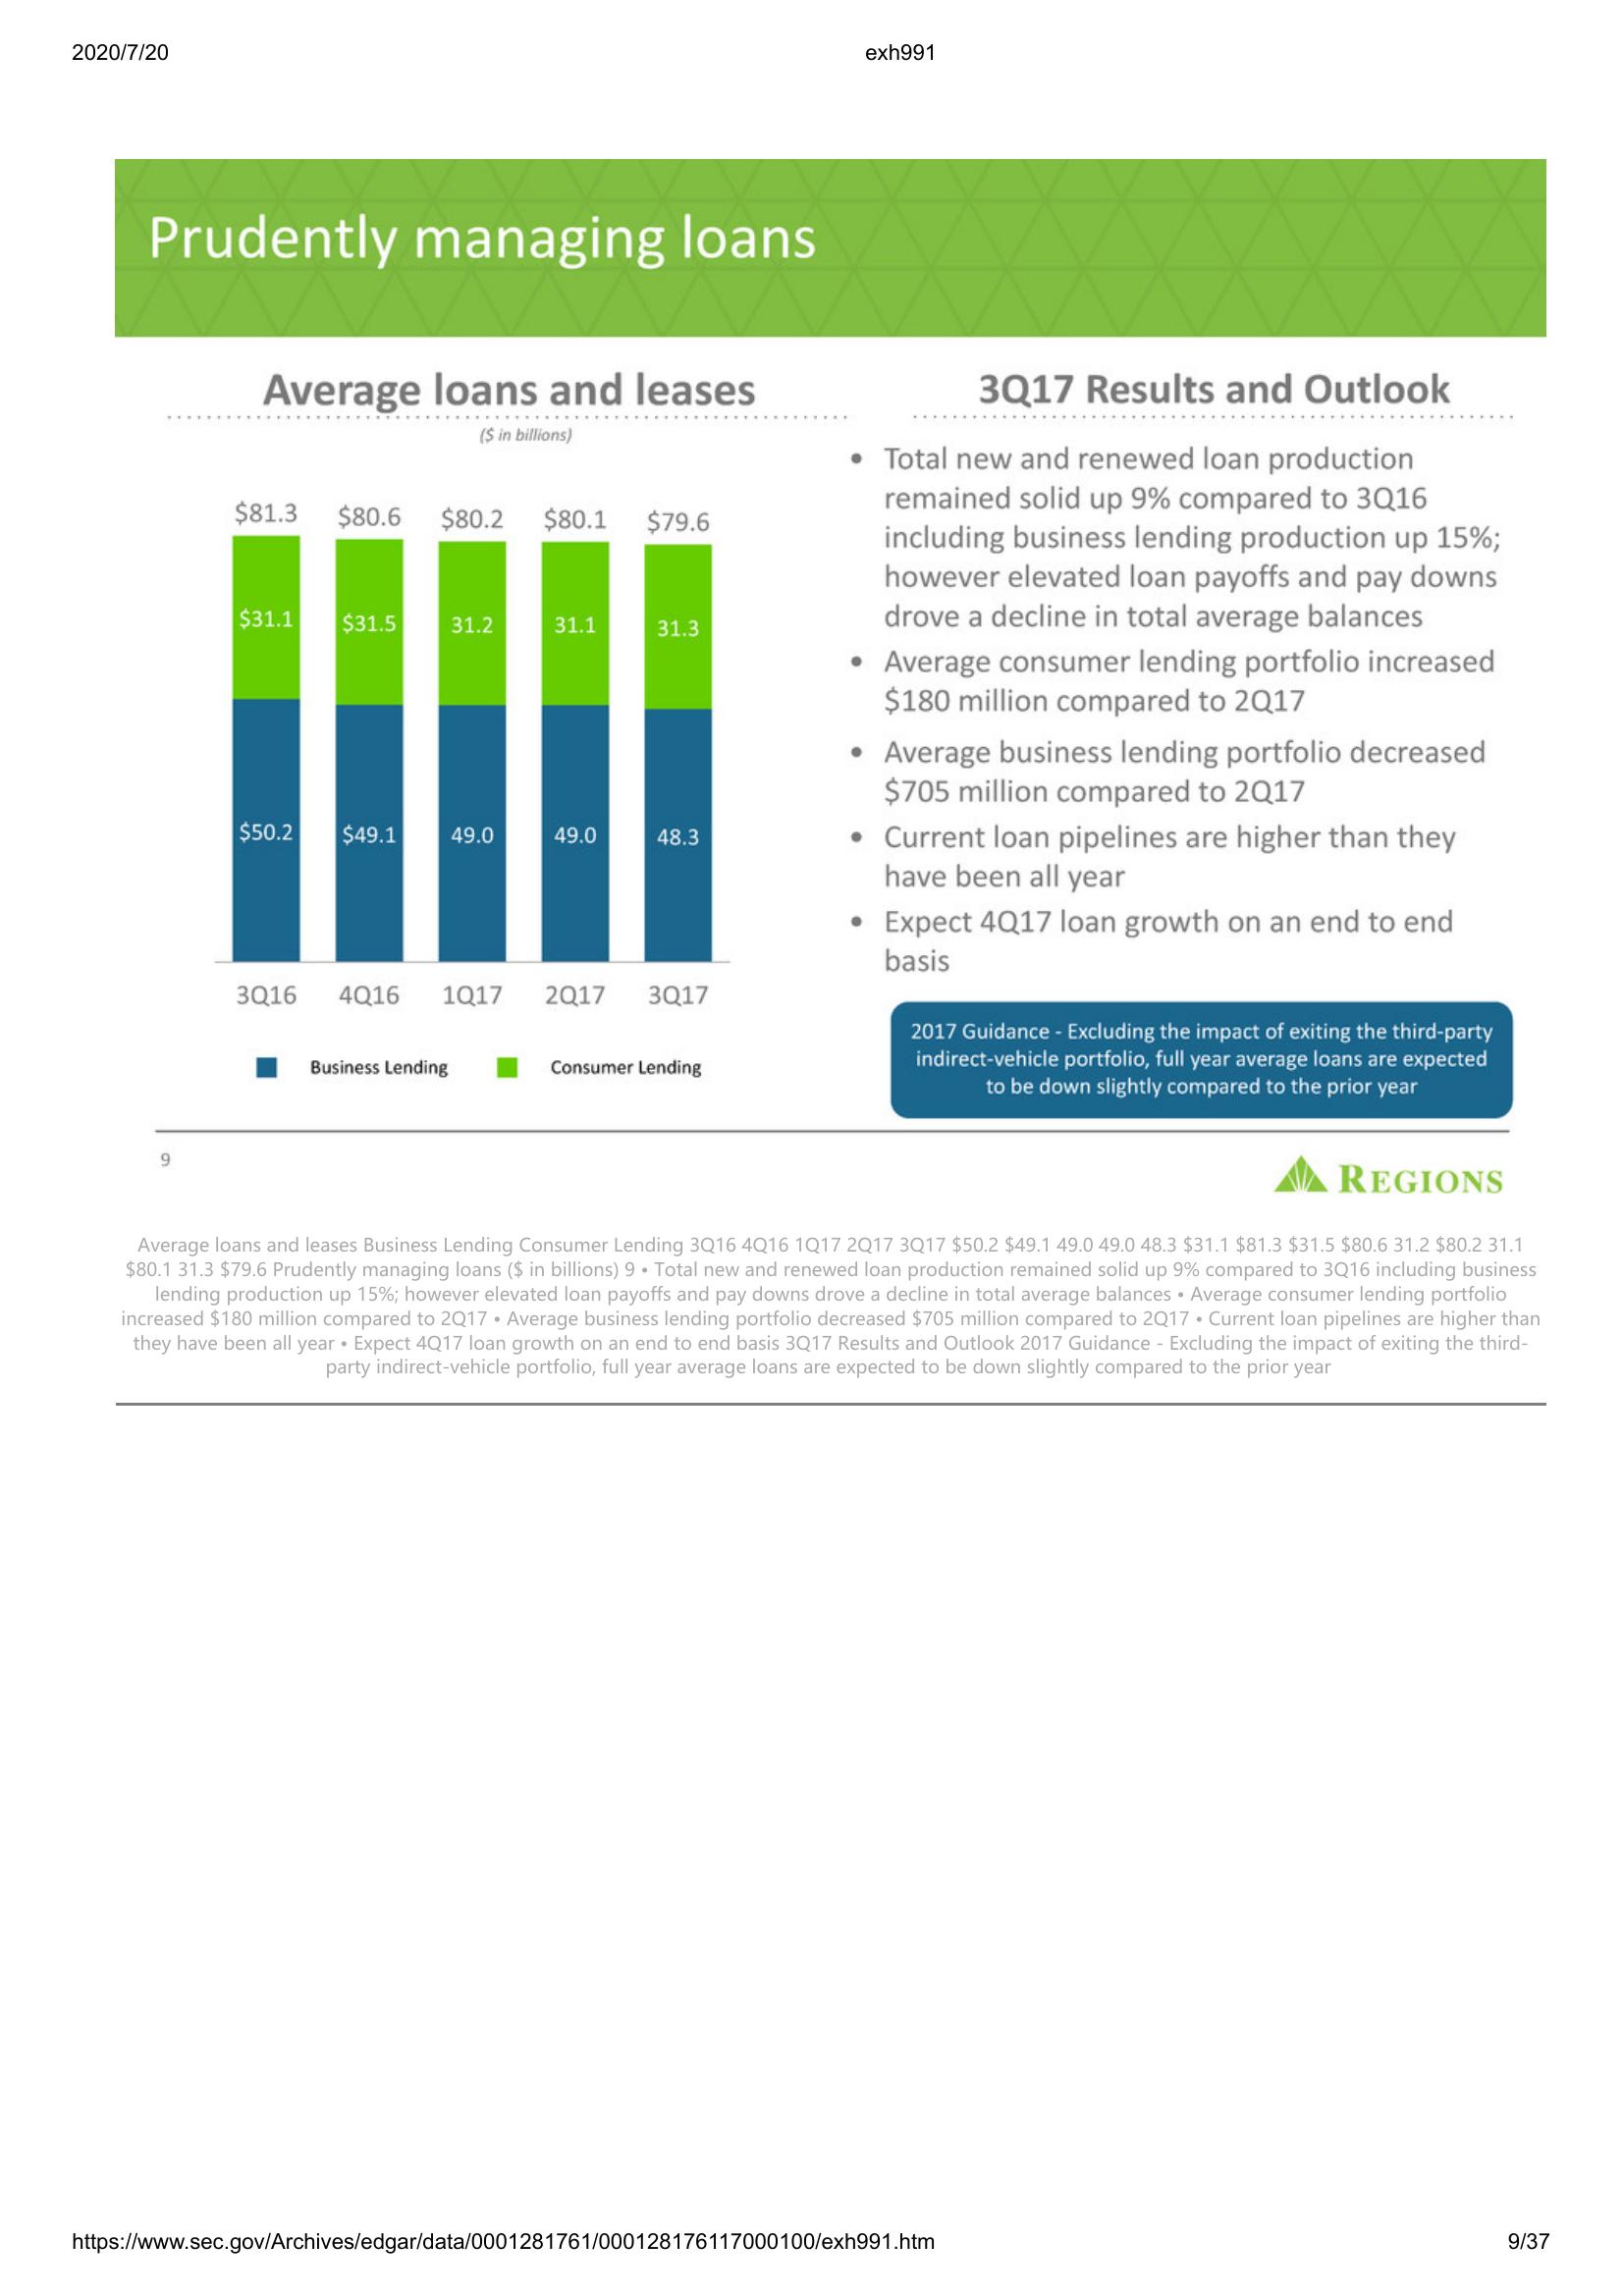 2020/7/20
exh991
Prudently managing loans
Average loans and leases
($ in billions)
$81.3
$80.6
$80.2
$80.1
$79.6
$31.1
$31.5
31.2
31.1
31.3
$50.2
$49.1
49.0
49.0
48.3
3Q16
4Q16
1Q17
2Q17
3Q17
Business Lending
Consumer Lending
3Q17 Results and Outlook
• Total new and renewed loan production
remained solid up 9% compared to 3Q16
including business lending production up 15%;
however elevated loan payoffs and pay downs
drove a decline in total average balances
• Average consumer lending portfolio increased
$180 million compared to 2Q17
• Average business lending portfolio decreased
$705 million compared to 2Q17
• Current loan pipelines are higher than they
have been all year
• Expect 4Q17 loan growth on an end to end
basis
2017 Guidance - Excluding the impact of exiting the third-party
indirect-vehicle portfolio, full year average loans are expected
to be down slightly compared to the prior year
9
REGIONS
Average loans and leases Business Lending Consumer Lending 3Q16 4Q16 1Q17 2Q17 3Q17 $50.2 $49.1 49.0 49.0 48.3 $31.1 $81.3 $31.5 $80.6 31.2 $80.2 31.1
$80.1 31.3 $79.6 Prudently managing loans ($ in billions) 9 • Total new and renewed loan production remained solid up 9% compared to 3Q16 including business
lending production up 15%; however elevated loan payoffs and pay downs drove a decline in total average balances • Average consumer lending portfolio
increased $180 million compared to 2Q17 • Average business lending portfolio decreased $705 million compared to 2Q17 • Current loan pipelines are higher than
they have been all year • Expect 4Q17 loan growth on an end to end basis 3Q17 Results and Outlook 2017 Guidance - Excluding the impact of exiting the third-
party indirect-vehicle portfolio, full year average loans are expected to be down slightly compared to the prior year
https://www.sec.gov/Archives/edgar/data/0001281761/000128176117000100/exh991.htm
9/37